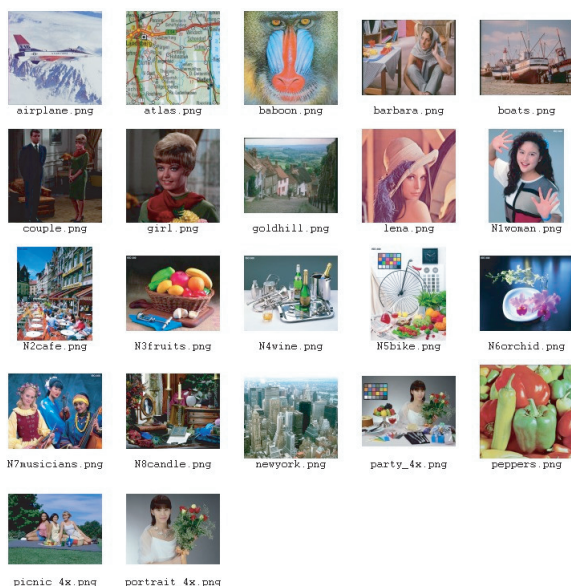 airplane.png
atlas.png
baboon.png
barbara.png
boats.png
couple.png
girl.png
goldhill.png
lena.png
N1woman.png
N2cafe.png
N3fruits.png
N4wine.png
N5bike.png
N6orchid.png
N7musicians.png
N8candle.png
newyork.png
party_4x.png
peppers.png
picnic_4x.png
portrait_4x.png